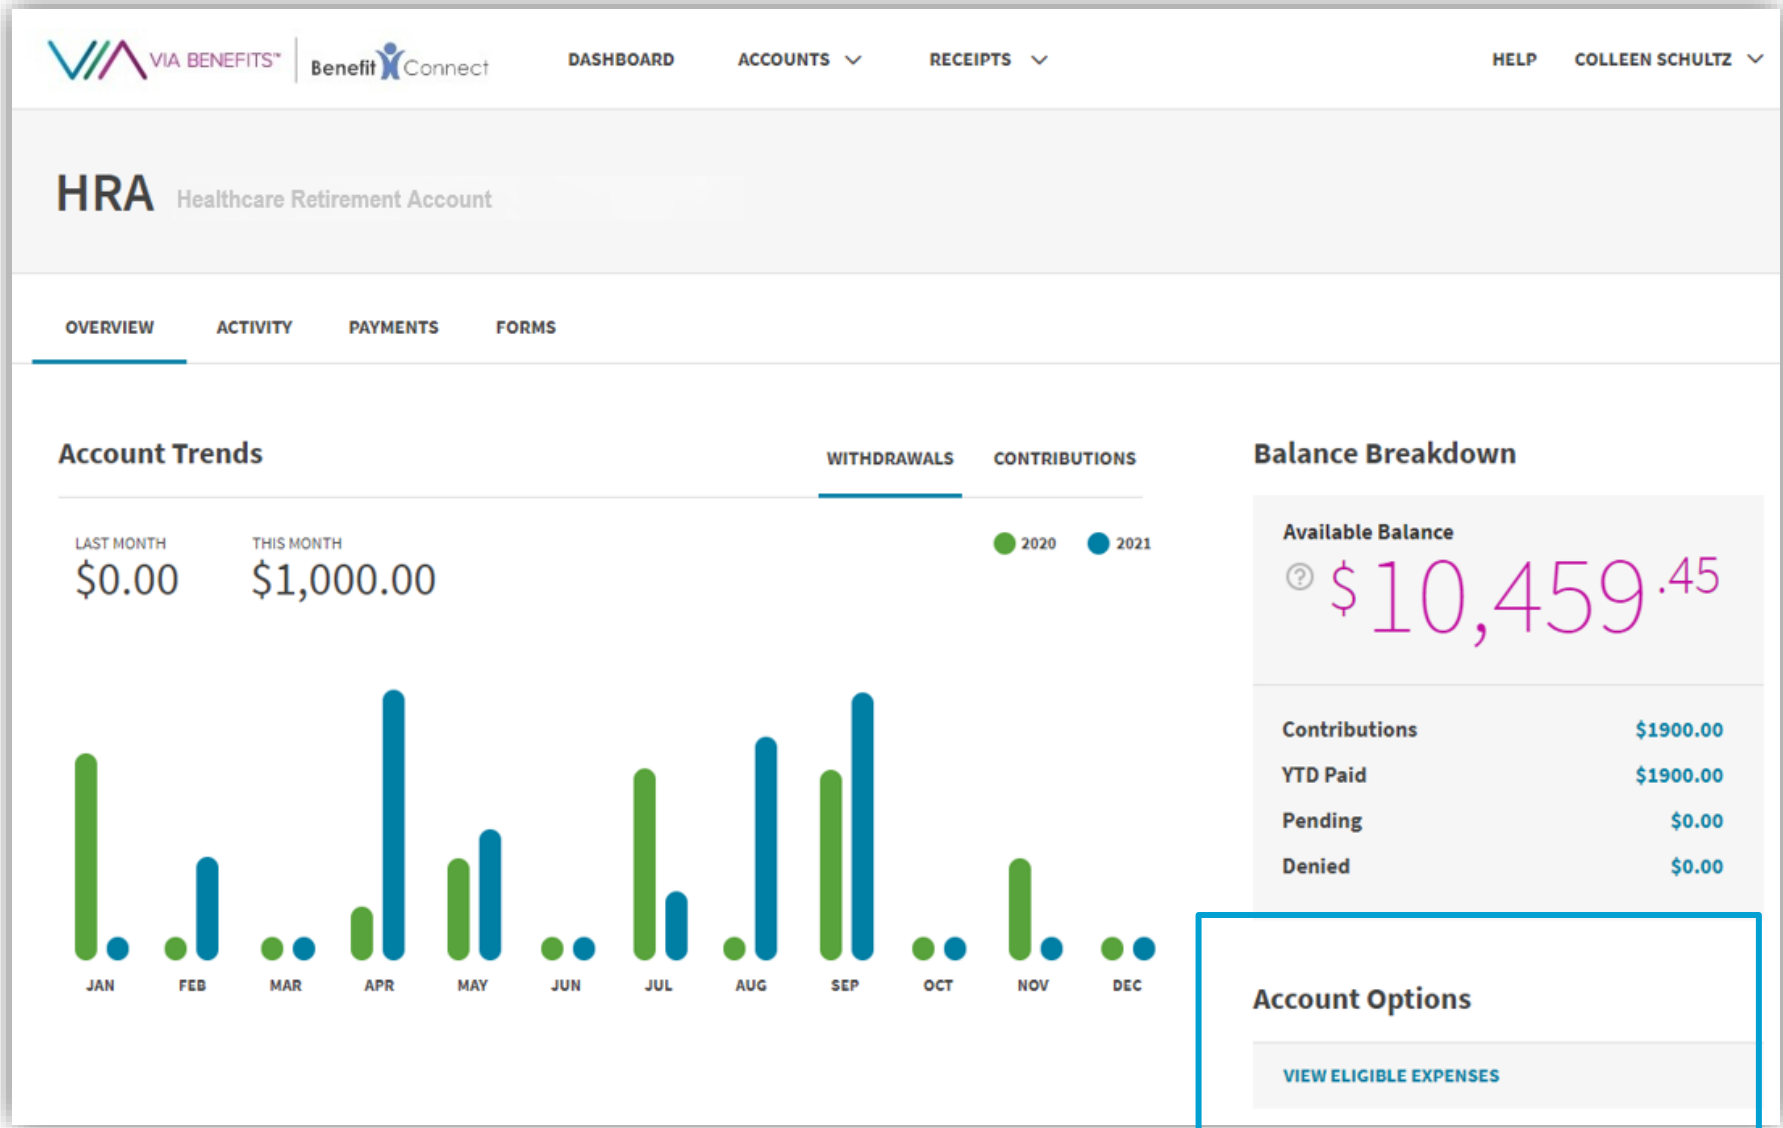 VIA BENEFITS™ Benefit Connect DASHBOARD ACCOUNTS RECEIPTS HELP COLLEEN SCHULTZ
HRA Healthcare Retirement Account
OVERVIEW ACTIVITY PAYMENTS FORMS
Account Trends WITHDRAWALS CONTRIBUTIONS
LAST MONTH THIS MONTH 2020 2021
$0.00 $1,000.00
JAN FEB MAR APR MAY JUN JUL AUG SEP OCT NOV DEC
Balance Breakdown
Available Balance
? $10,459.45
Contributions $1900.00
YTD Paid $1900.00
Pending $0.00
Denied $0.00
Account Options
VIEW ELIGIBLE EXPENSES